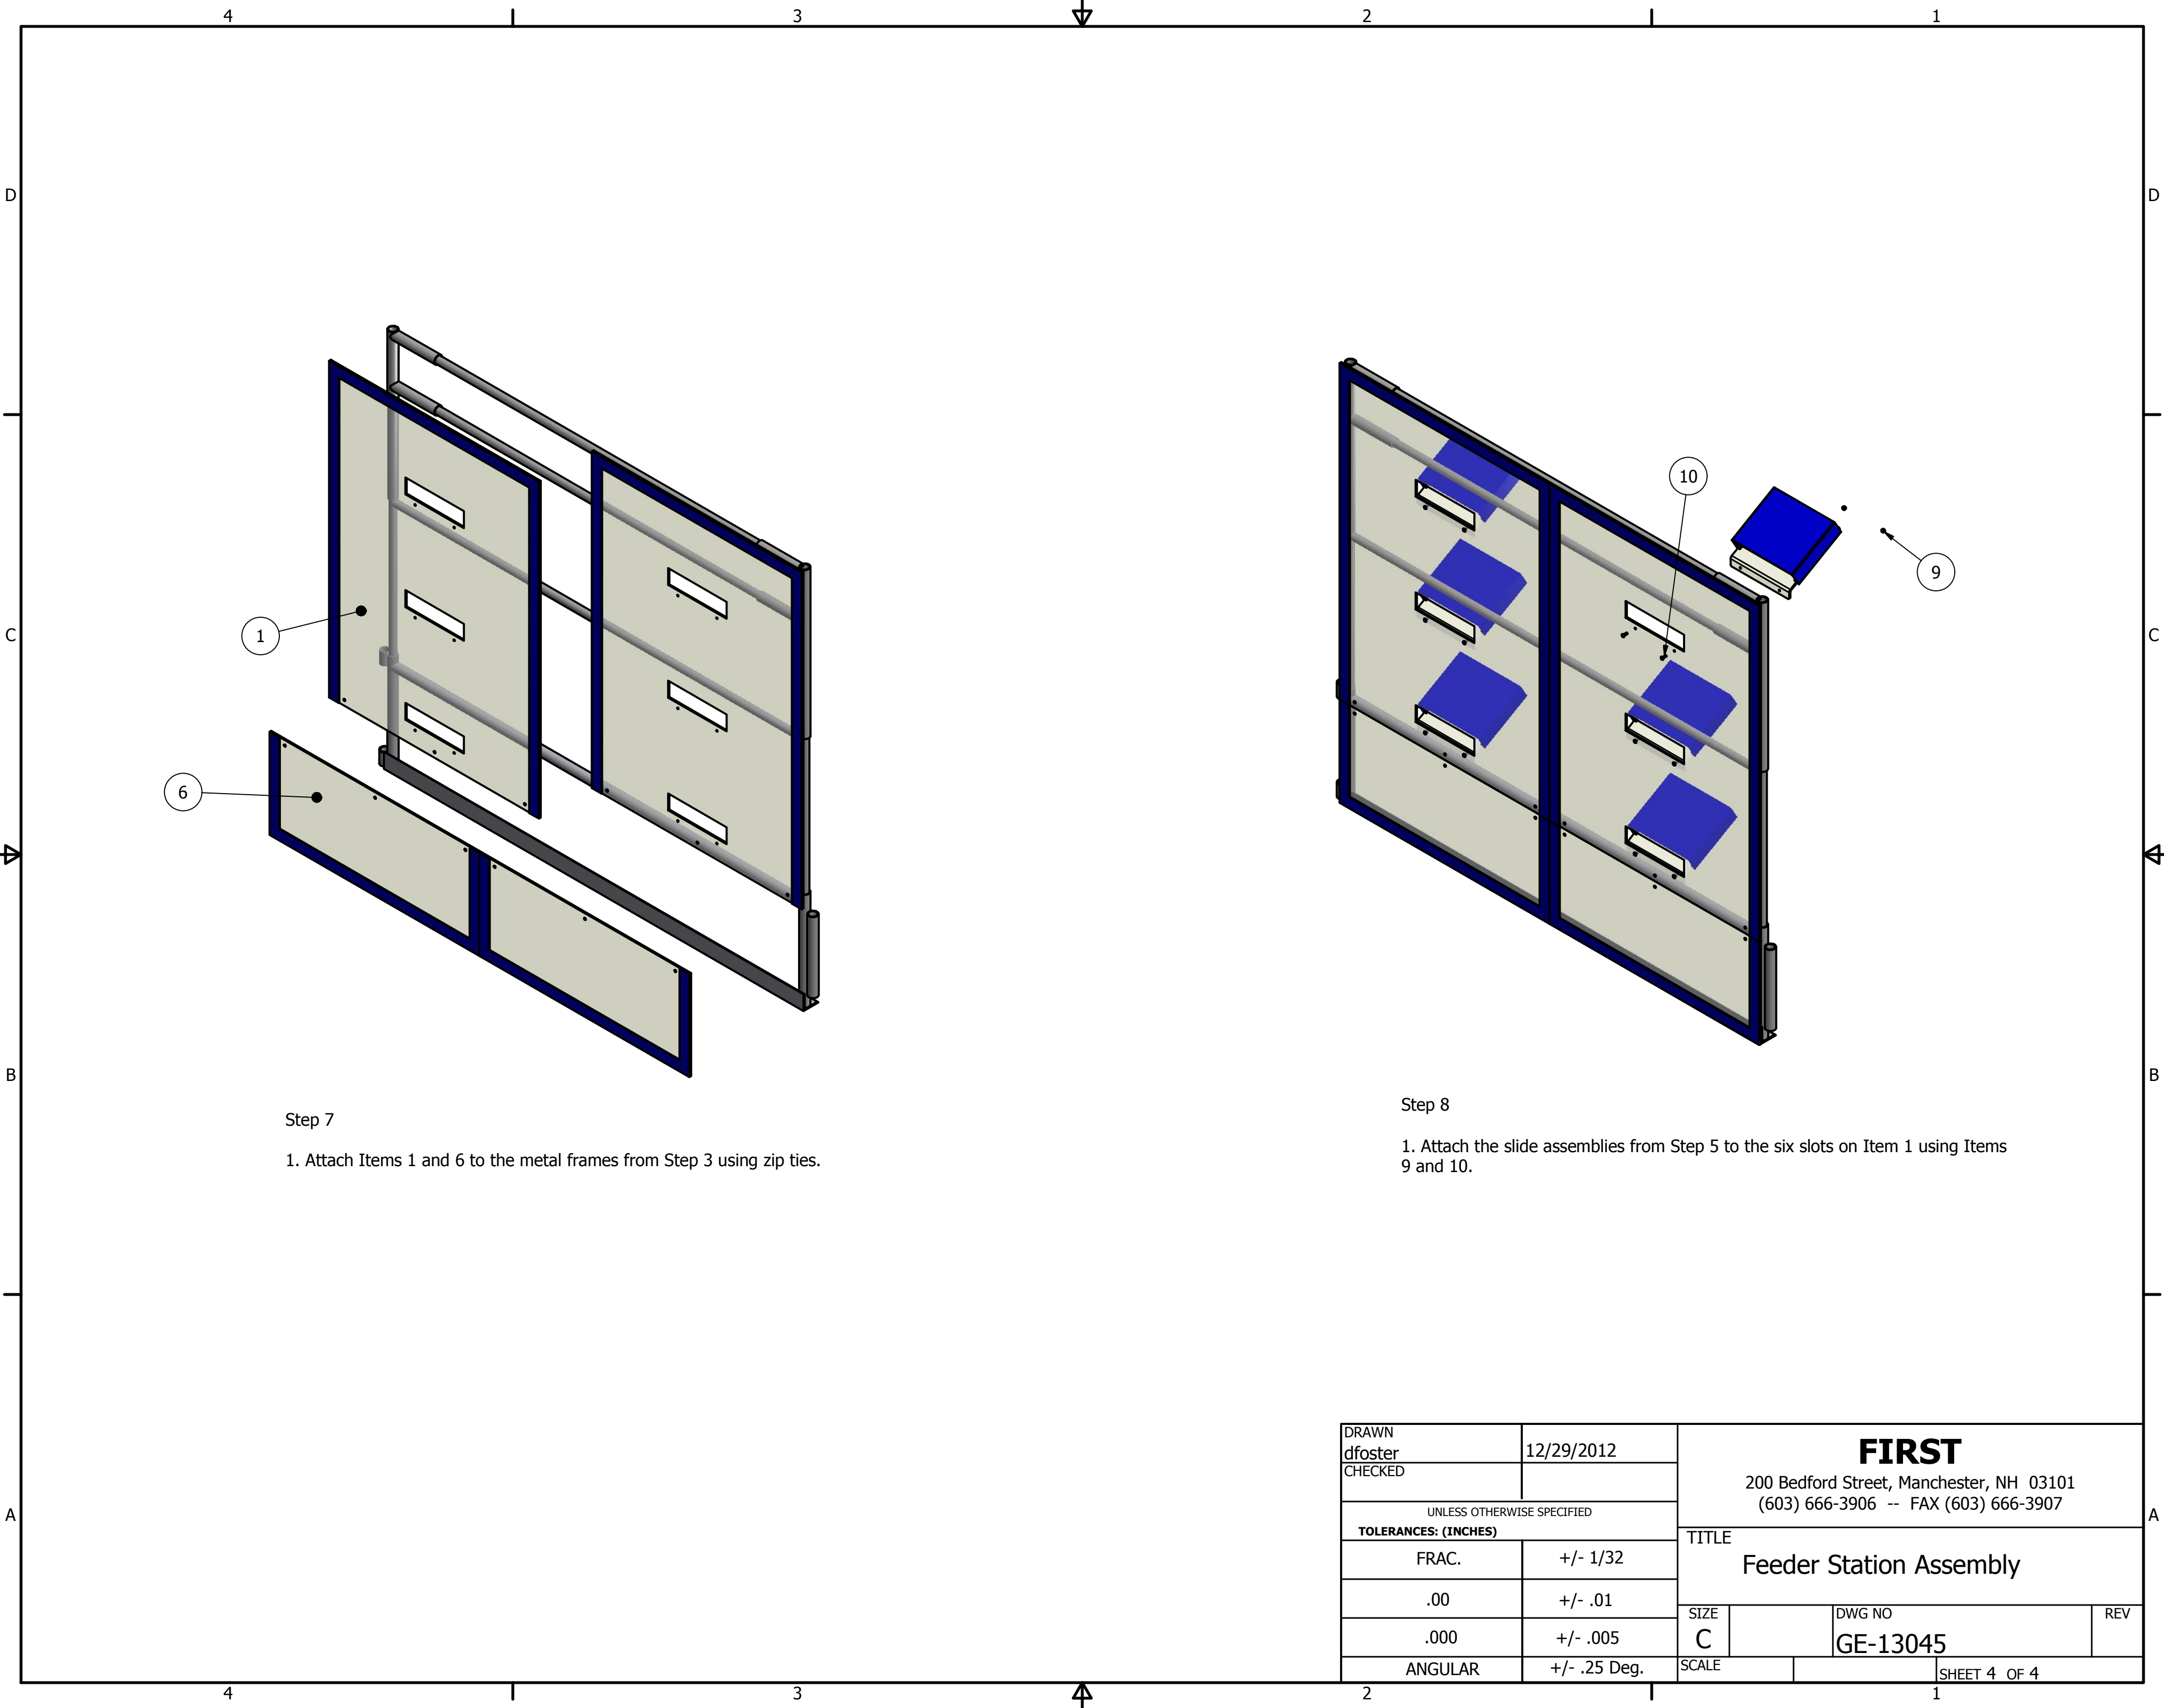 4 3 2 1
D D
10
9
1
C C
6
B B
Step 7
1. Attach Items 1 and 6 to the metal frames from Step 3 using zip ties.
Step 8
1. Attach the slide assemblies from Step 5 to the six slots on Item 1 using Items
9 and 10.
A A
DRAWN
dfoster 12/29/2012
CHECKED
UNLESS OTHERWISE SPECIFIED
TOLERANCES: (INCHES)
FRAC. +/- 1/32
.00 +/- .01
.000 +/- .005
ANGULAR +/- .25 Deg.
FIRST
200 Bedford Street, Manchester, NH 03101
(603) 666-3906 -- FAX (603) 666-3907
TITLE
Feeder Station Assembly
SIZE
C
DWG NO
GE-13045
REV
SCALE
SHEET 4 OF 4
4 3 2 1